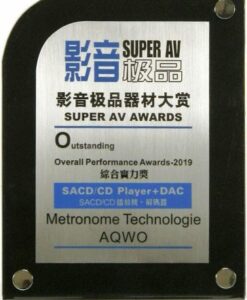 影音 SUPER AV
极品
影音极品器材大赏
SUPER AV AWARDS
Outstanding
Overall Performance Awards-2019
綜合實力獎
SACD/CD Player+DAC
SACD/CD 播放機、解碼器
Metronome Technologie
AQWO